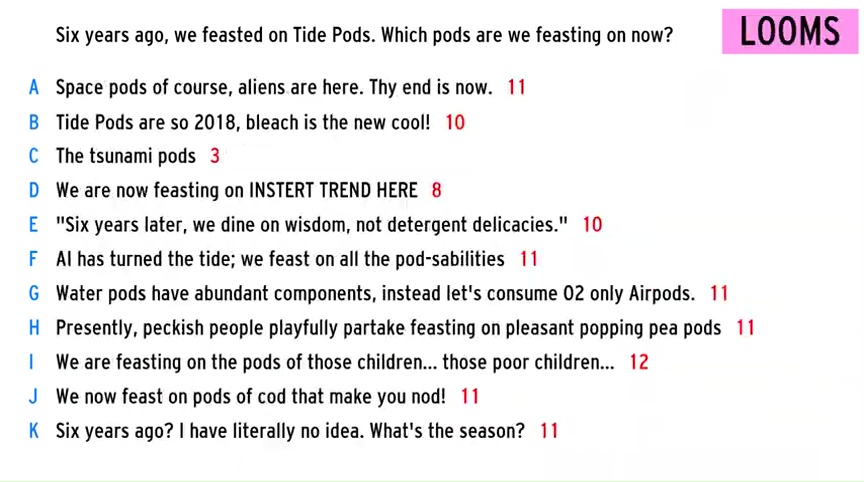 Six years ago, we feasted on Tide Pods. Which pods are we feasting on now?
LOOMS
A Space pods of course, aliens are here. Thy end is now. 11
B Tide Pods are so 2018, bleach is the new cool! 10
C The tsunami pods 3
D We are now feasting on INSTERT TREND HERE 8
E "Six years later, we dine on wisdom, not detergent delicacies." 10
F AI has turned the tide; we feast on all the pod-sabilities 11
G Water pods have abundant components, instead let's consume O2 only Airpods. 11
H Presently, peckish people playfully partake feasting on pleasant popping pea pods 11
I We are feasting on the pods of those children... those poor children... 12
J We now feast on pods of cod that make you nod! 11
K Six years ago? I have literally no idea. What's the season? 11